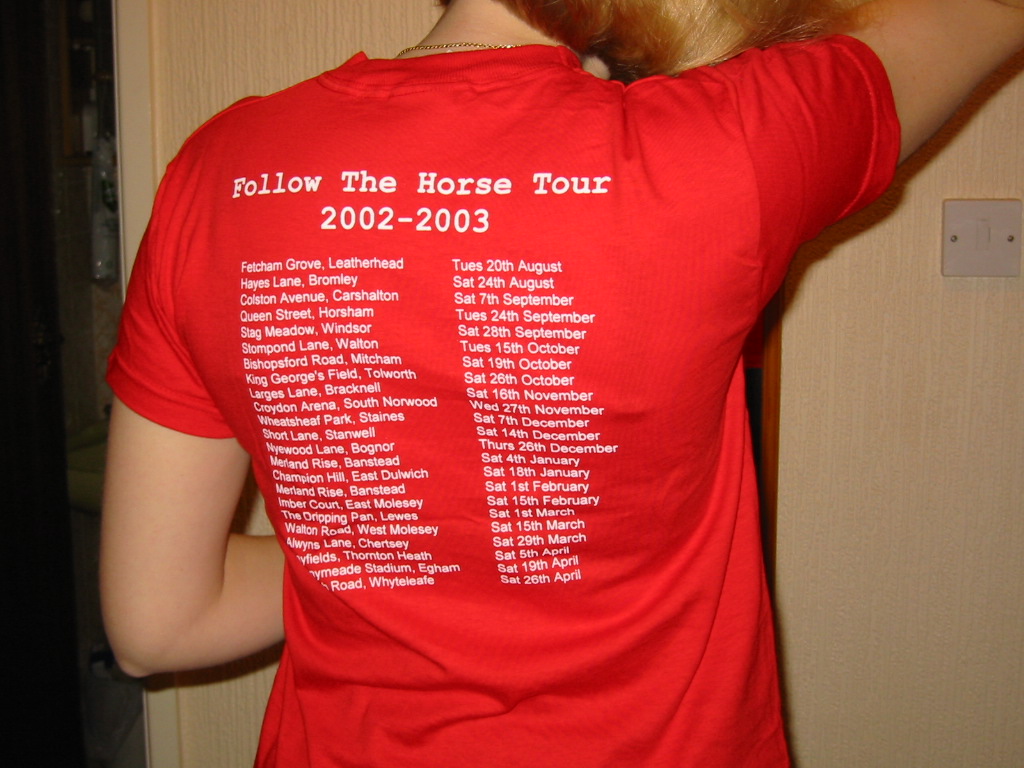 Follow The Horse Tour
2002-2003
Fetcham Grove, Leatherhead Tues 20th August
Hayes Lane, Bromley Sat 24th August
Colston Avenue, Carshalton Sat 7th September
Queen Street, Horsham Tues 24th September
Stag Meadow, Windsor Sat 28th September
Stompond Lane, Walton Tues 15th October
Bishopsford Road, Mitcham Sat 19th October
King George's Field, Tolworth Sat 26th October
Larges Lane, Bracknell Sat 16th November
Croydon Arena, South Norwood Wed 27th November
Wheatsheaf Park, Staines Sat 7th December
Short Lane, Stanwell Sat 14th December
Nyewood Lane, Bognor Thurs 26th December
Merland Rise, Banstead Sat 4th January
Champion Hill, East Dulwich Sat 18th January
Merland Rise, Banstead Sat 1st February
Imber Court, East Molesey Sat 15th February
The Dripping Pan, Lewes Sat 1st March
Walton Road, West Molesey Sat 15th March
Alwyns Lane, Chertsey Sat 29th March
yfields, Thornton Heath Sat 5th April
nymeade Stadium, Egham Sat 19th April
h Road, Whyteleafe Sat 26th April